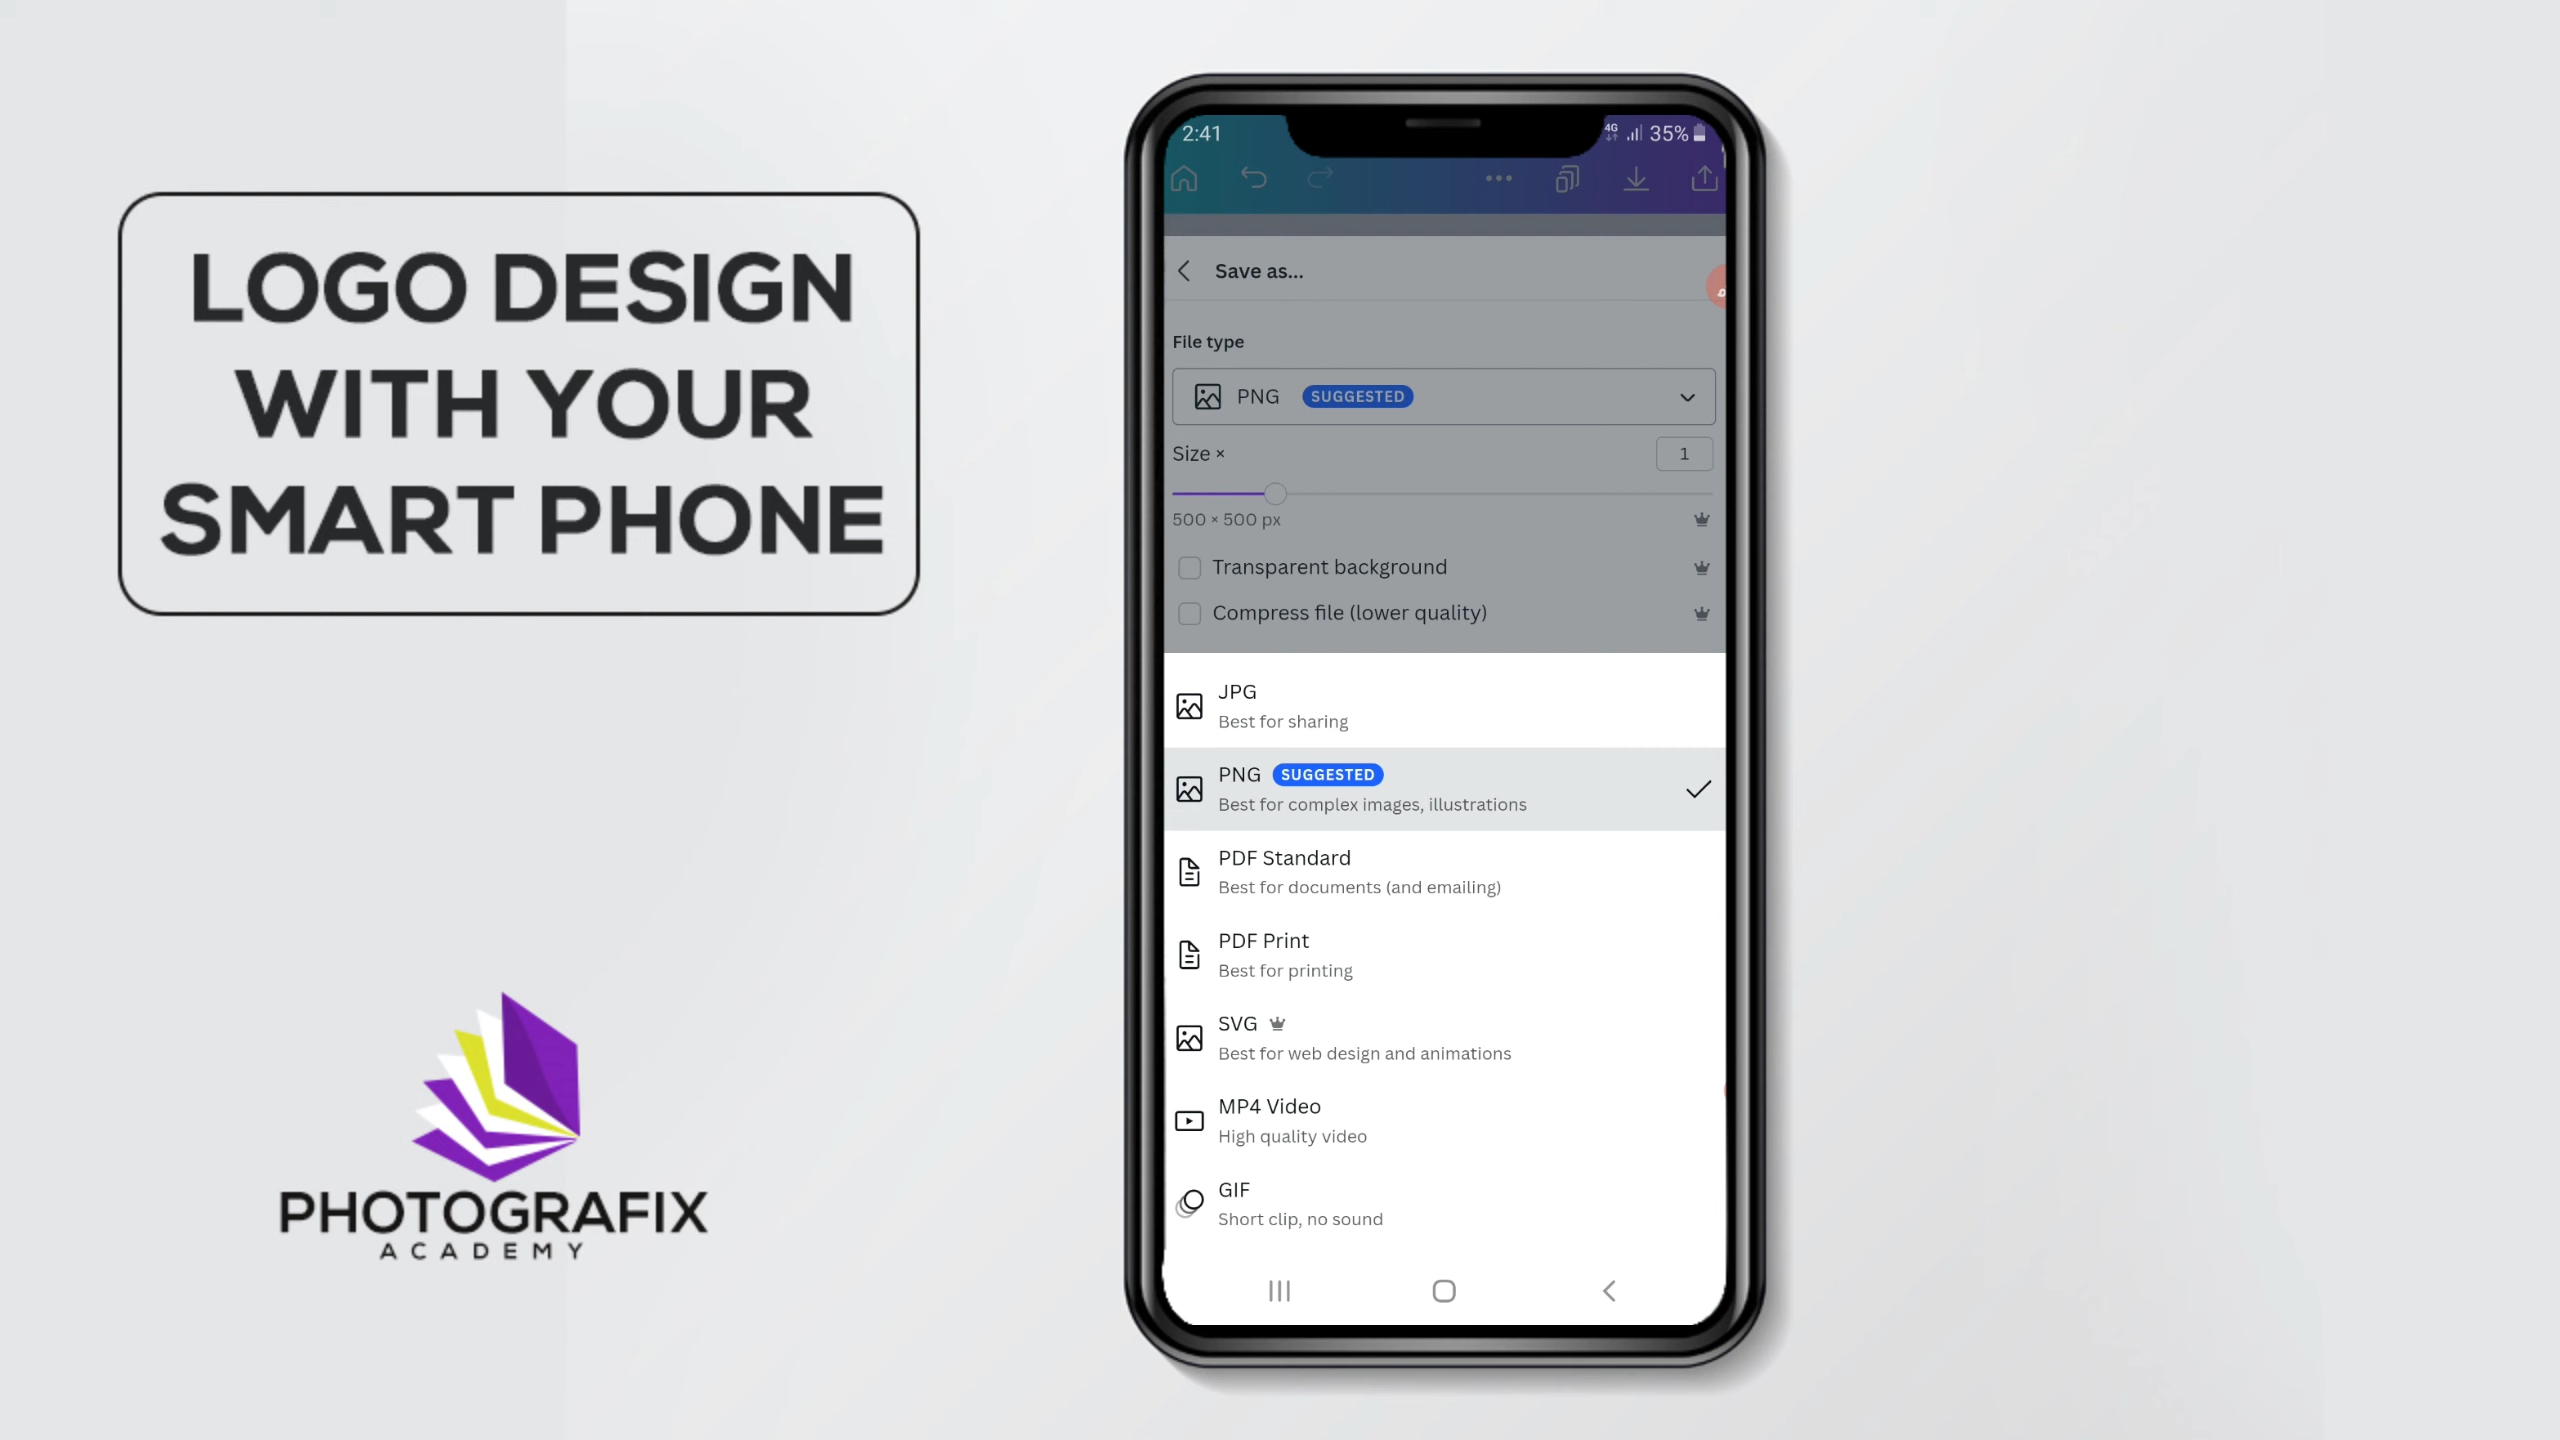 LOGO DESIGN
WITH YOUR
SMART PHONE
PHOTOGRAFIX
ACADEMY
2:41
4G
35%
Save as...
File type
PNG SUGGESTED
Size ×
1
500 × 500 px
Transparent background
Compress file (lower quality)
JPG
Best for sharing
PNG SUGGESTED
Best for complex images, illustrations
PDF Standard
Best for documents (and emailing)
PDF Print
Best for printing
SVG
Best for web design and animations
MP4 Video
High quality video
GIF
Short clip, no sound